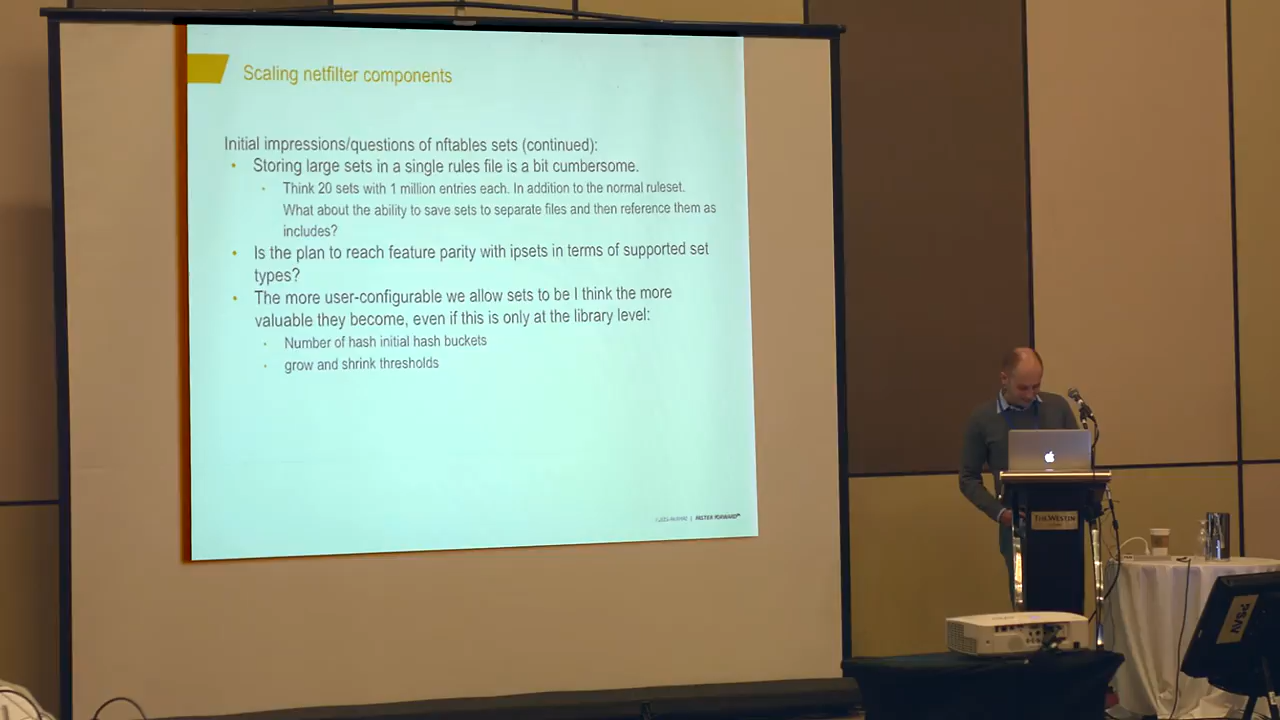 Scaling netfilter components
Initial impressions/questions of nftables sets (continued):
Storing large sets in a single rules file is a bit cumbersome.
Think 20 sets with 1 million entries each. In addition to the normal ruleset.
What about the ability to save sets to separate files and then reference them as
includes?
Is the plan to reach feature parity with ipsets in terms of supported set
types?
The more user-configurable we allow sets to be I think the more
valuable they become, even if this is only at the library level:
Number of hash initial hash buckets
grow and shrink thresholds
FASTER FORWARD™
THE WESTIN
PSAV